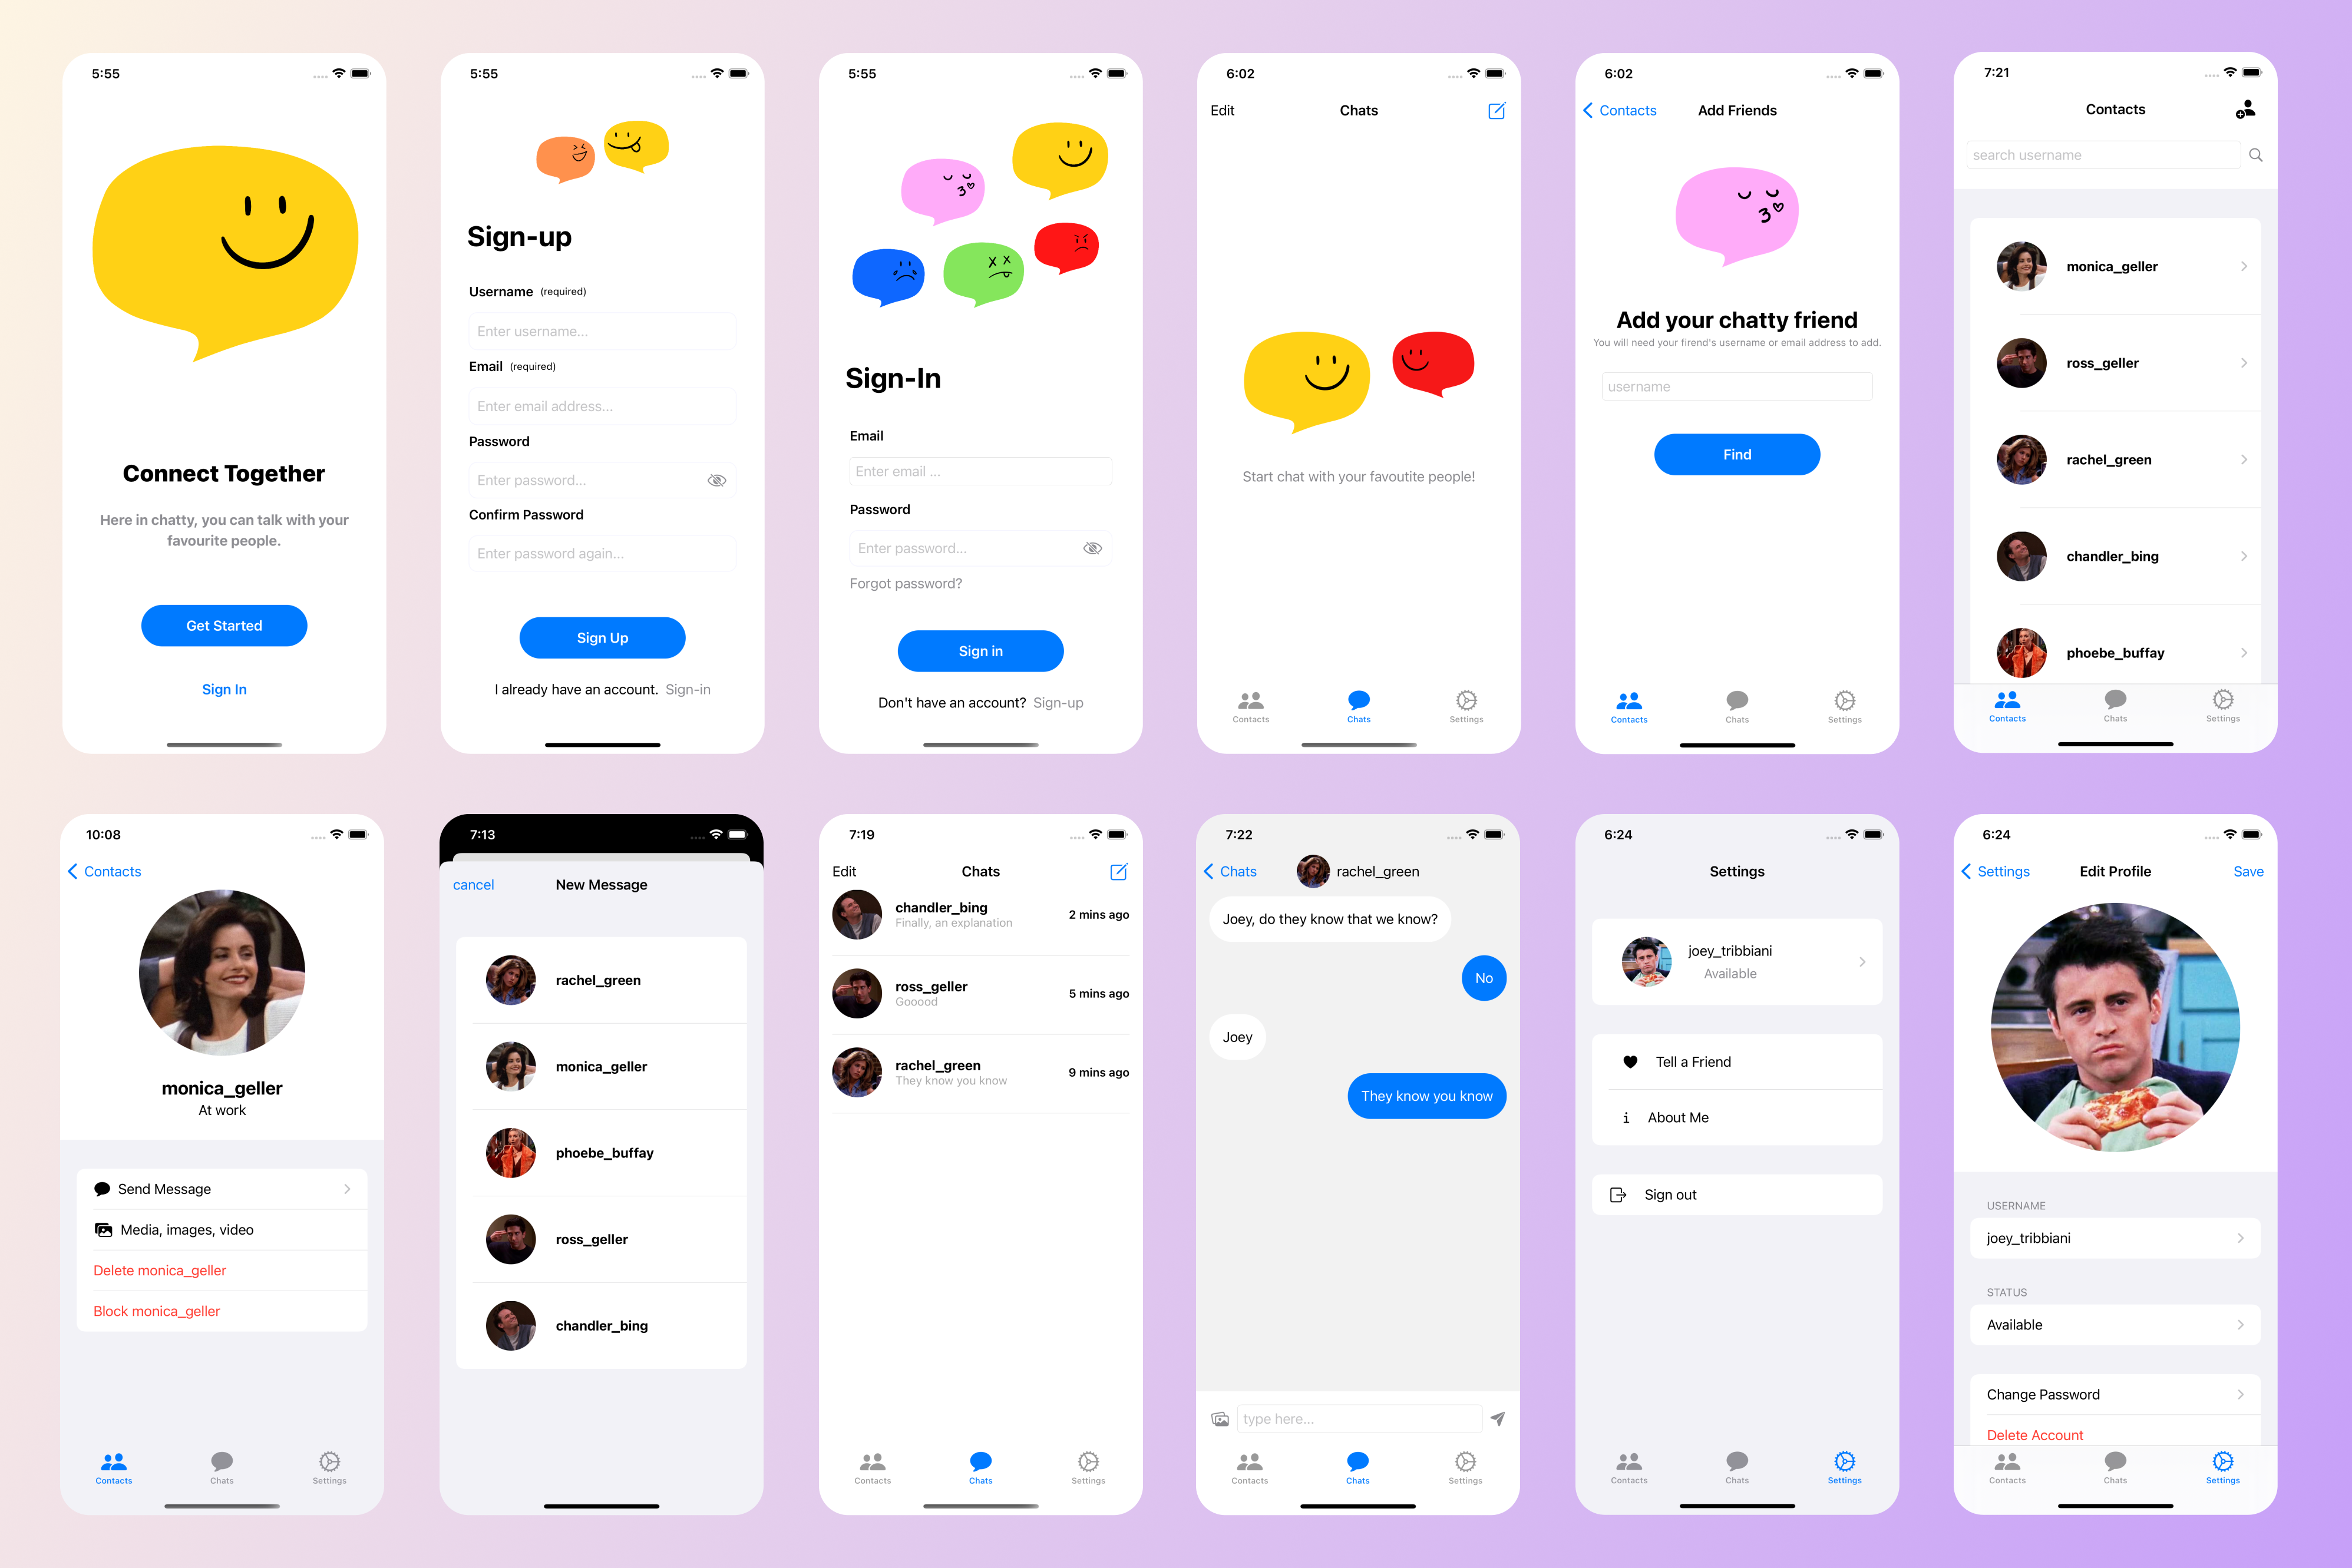 5:55
Connect Together
Here in chatty, you can talk with your
favourite people.
Get Started
Sign In
5:55
Sign-up
Username (required)
Enter username...
Email (required)
Enter email address...
Password
Enter password...
Confirm Password
Enter password again...
Sign Up
I already have an account. Sign-in
5:55
Sign-In
Email
Enter email ...
Password
Enter password...
Forgot password?
Sign in
Don't have an account? Sign-up
6:02
Edit Chats
Start chat with your favoutite people!
Contacts Chats Settings
6:02
Contacts Add Friends
Add your chatty friend
You will need your firend's username or email address to add.
username
Find
Contacts Chats Settings
7:21
Contacts
search username
monica_geller
ross_geller
rachel_green
chandler_bing
phoebe_buffay
Contacts Chats Settings
10:08
Contacts
monica_geller
At work
Send Message
Media, images, video
Delete monica_geller
Block monica_geller
Contacts Chats Settings
7:13
cancel New Message
rachel_green
monica_geller
phoebe_buffay
ross_geller
chandler_bing
7:19
Edit Chats
chandler_bing 2 mins ago
Finally, an explanation
ross_geller 5 mins ago
Gooood
rachel_green 9 mins ago
They know you know
Contacts Chats Settings
7:22
Chats rachel_green
Joey, do they know that we know?
No
Joey
They know you know
type here...
Contacts Chats Settings
6:24
Settings
joey_tribbiani
Available
Tell a Friend
About Me
Sign out
Contacts Chats Settings
6:24
Settings Edit Profile Save
USERNAME
joey_tribbiani
STATUS
Available
Change Password
Delete Account
Contacts Chats Settings